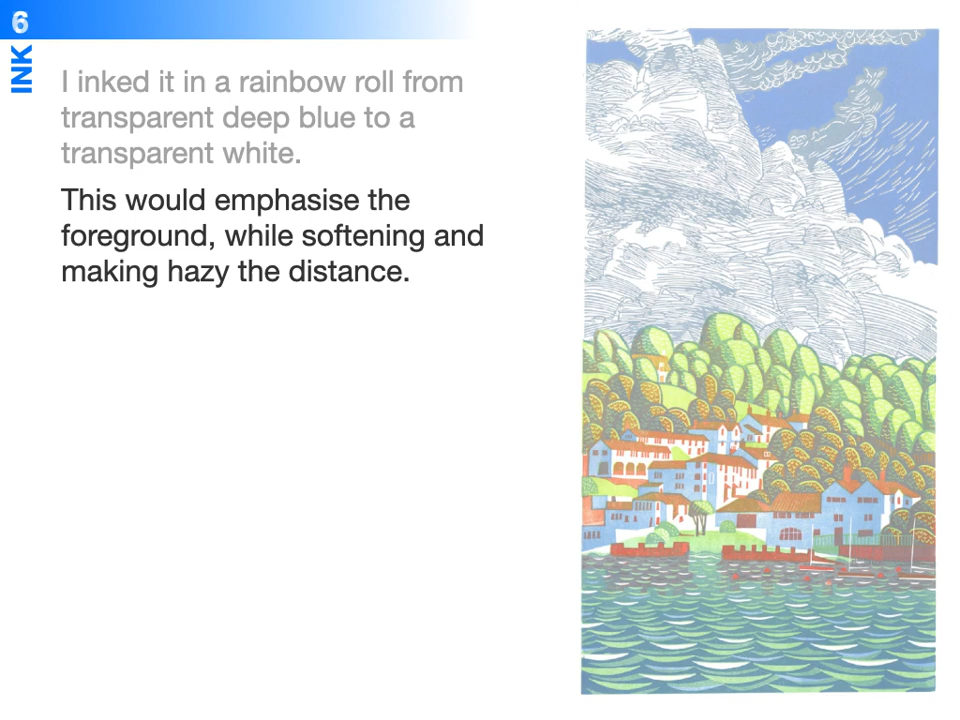 6
INK
I inked it in a rainbow roll from
transparent deep blue to a
transparent white.
This would emphasise the
foreground, while softening and
making hazy the distance.